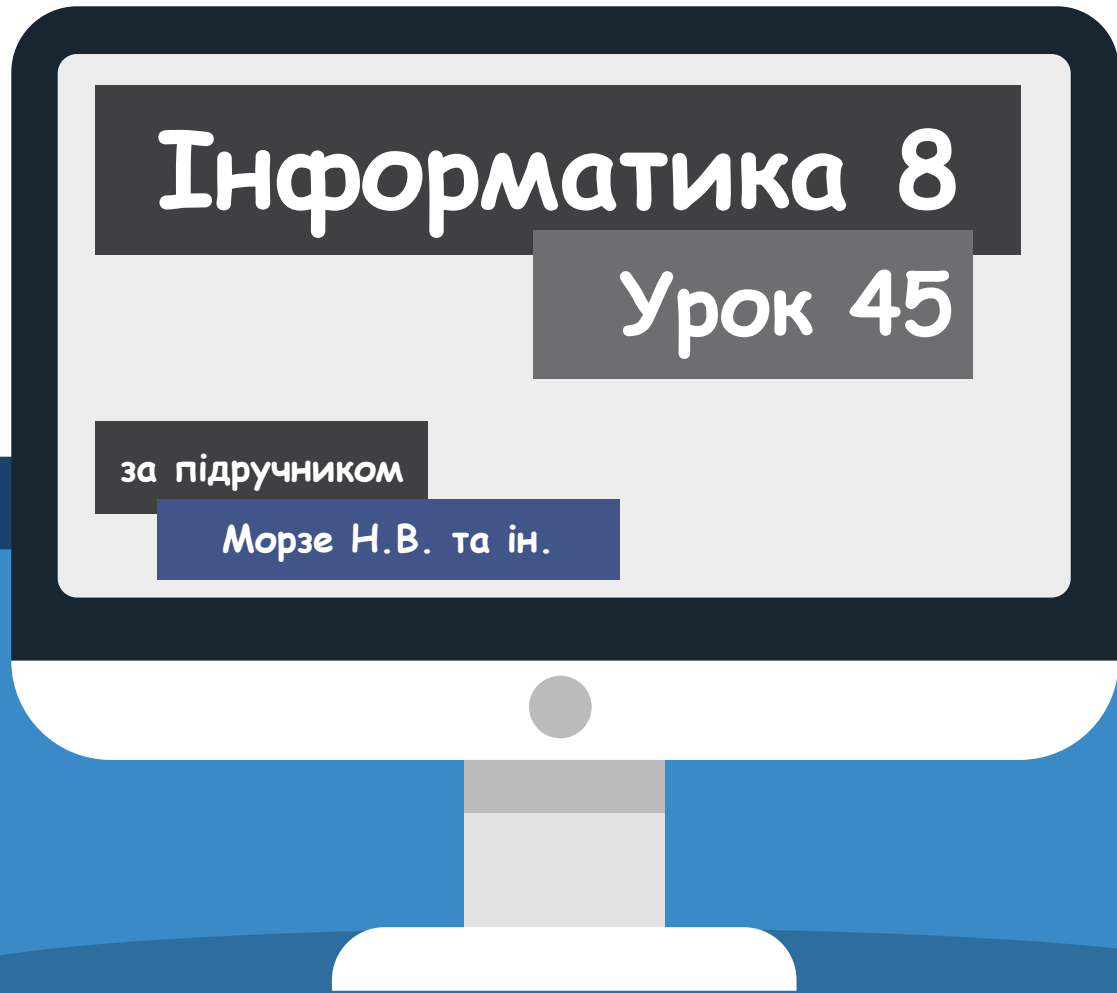 Інформатика 8
Урок 45
за підручником
Морзе Н.В. та ін.